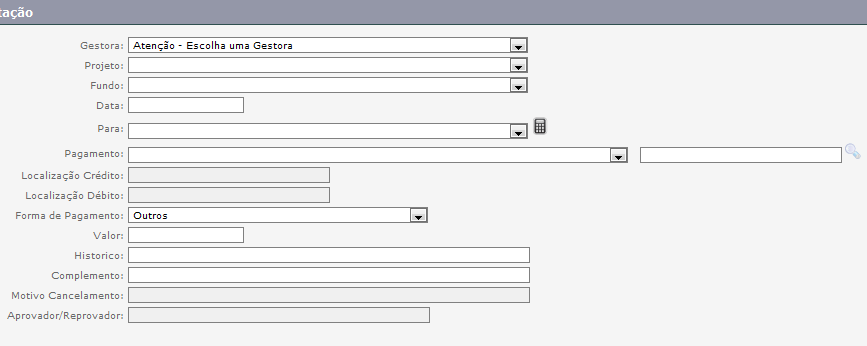 tação
Gestora: Atenção - Escolha uma Gestora
Projeto:
Fundo:
Data:
Para:
Pagamento:
Localização Crédito:
Localização Débito:
Forma de Pagamento: Outros
Valor:
Historico:
Complemento:
Motivo Cancelamento:
Aprovador/Reprovador: